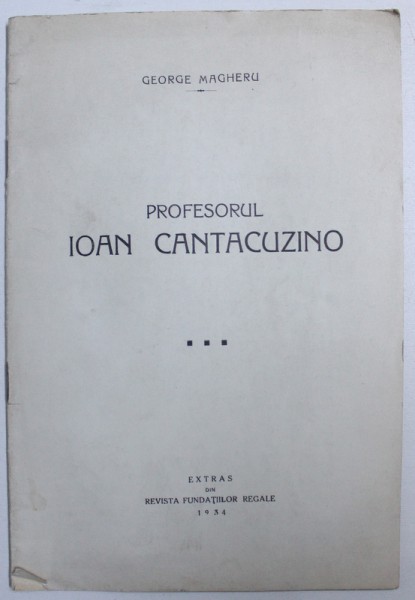 GEORGE MAGHERU
PROFESORUL
IOAN CANTACUZINO
EXTRAS
DIN
REVISTA FUNDAȚIILOR REGALE
1934